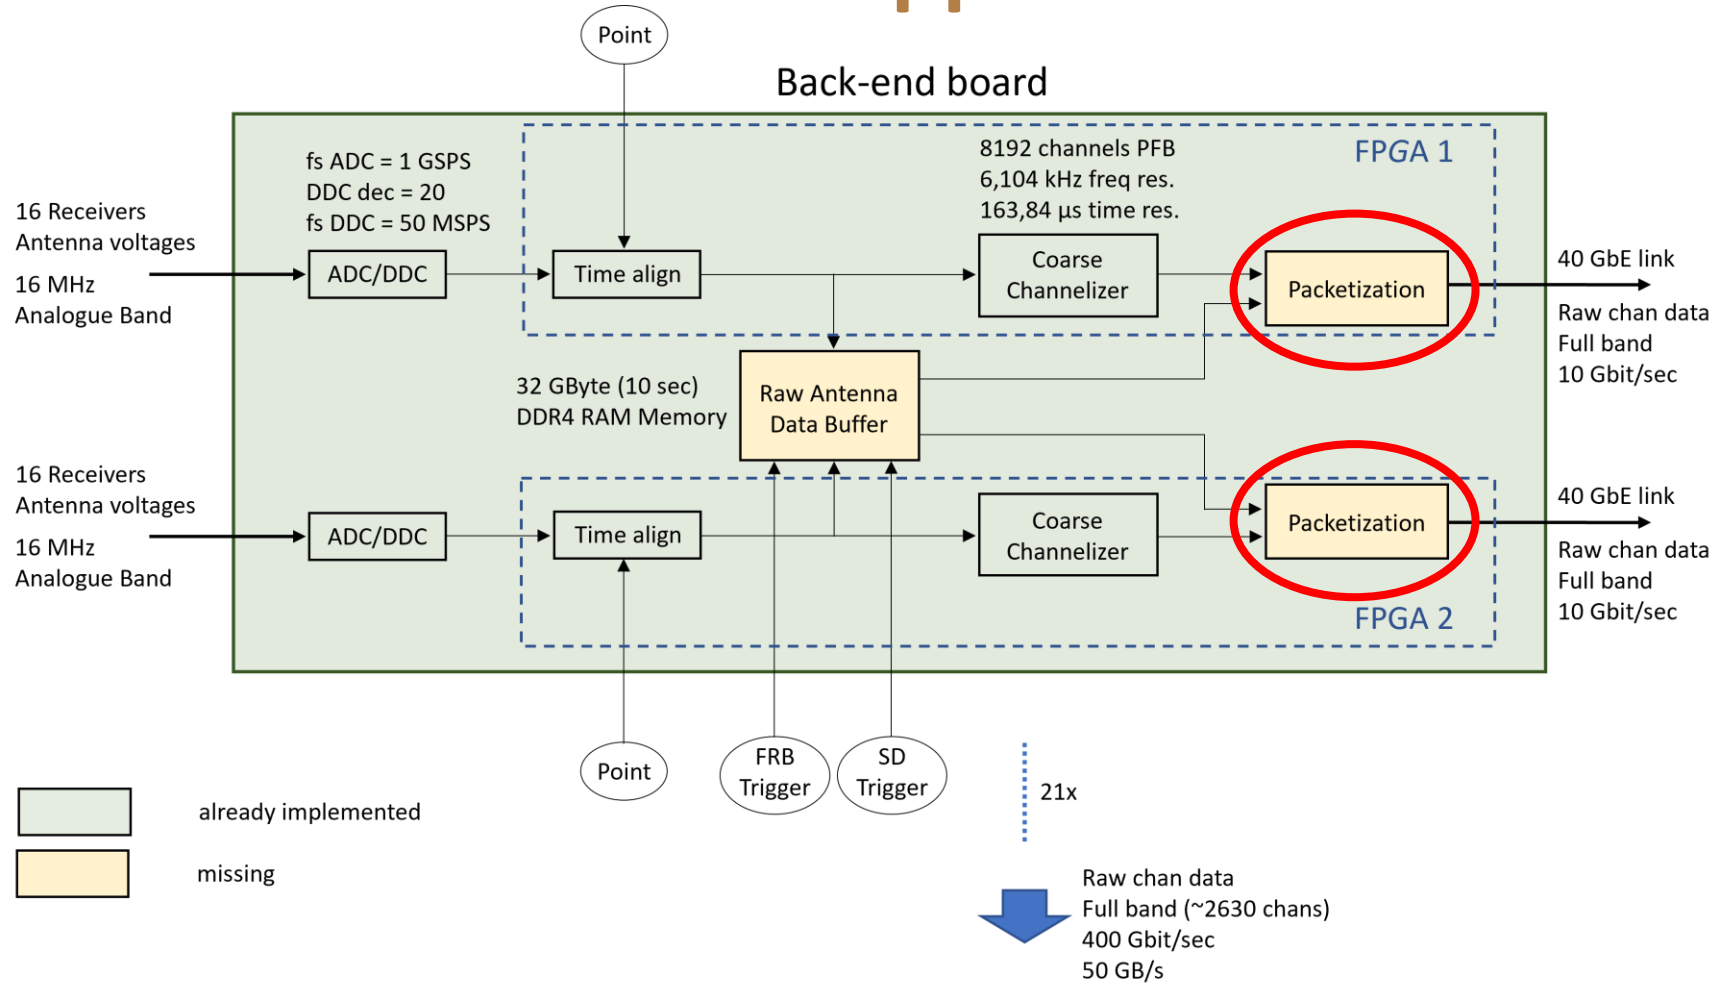 Point
Back-end board
fs ADC = 1 GSPS
DDC dec = 20
fs DDC = 50 MSPS
8192 channels PFB
6,104 kHz freq res.
163,84 µs time res.
FPGA 1
16 Receivers
Antenna voltages
16 MHz
Analogue Band
ADC/DDC
Time align
Coarse
Channelizer
Packetization
40 GbE link
Raw chan data
Full band
10 Gbit/sec
32 GByte (10 sec)
DDR4 RAM Memory
Raw Antenna
Data Buffer
16 Receivers
Antenna voltages
16 MHz
Analogue Band
ADC/DDC
Time align
Coarse
Channelizer
Packetization
40 GbE link
Raw chan data
Full band
10 Gbit/sec
FPGA 2
Point
FRB
Trigger
SD
Trigger
21x
already implemented
missing
Raw chan data
Full band (~2630 chans)
400 Gbit/sec
50 GB/s